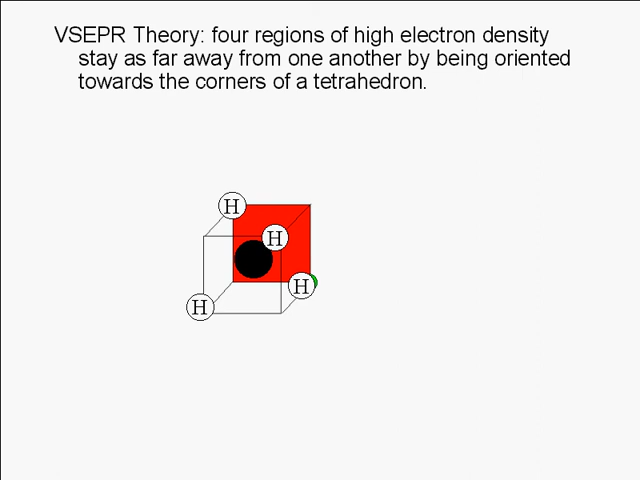 VSEPR Theory: four regions of high electron density
stay as far away from one another by being oriented
towards the corners of a tetrahedron.
H
H
H
H